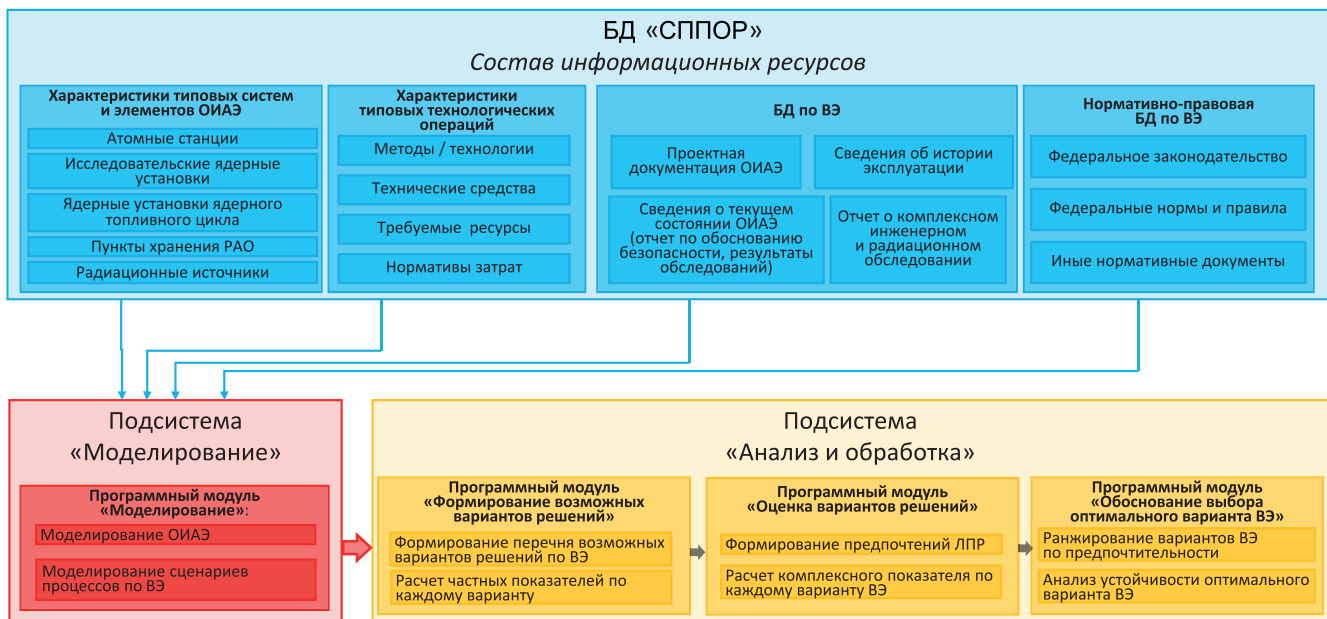 БД «СППОР»
Состав информационных ресурсов
Характеристики типовых систем
и элементов ОИАЭ
Атомные станции
Исследовательские ядерные
установки
Ядерные установки ядерного
топливного цикла
Пункты хранения РАО
Радиационные источники
Характеристики
типовых технологических
операций
Методы / технологии
Технические средства
Требуемые ресурсы
Нормативы затрат
БД по ВЭ
Проектная
документация ОИАЭ
Сведения об истории
эксплуатации
Сведения о текущем
состоянии ОИАЭ
(отчет по обоснованию
безопасности, результаты
обследований)
Отчет о комплексном
инженерном
и радиационном
обследовании
Нормативно-правовая
БД по ВЭ
Федеральное законодательство
Федеральные нормы и правила
Иные нормативные документы
Подсистема
«Моделирование»
Программный модуль
«Моделирование»:
Моделирование ОИАЭ
Моделирование сценариев
процессов по ВЭ
Подсистема
«Анализ и обработка»
Программный модуль
«Формирование возможных
вариантов решений»
Формирование перечня возможных
вариантов решений по ВЭ
Расчет частных показателей по
каждому варианту
Программный модуль
«Оценка вариантов решений»
Формирование предпочтений ЛПР
Расчет комплексного показателя по
каждому варианту ВЭ
Программный модуль
«Обоснование выбора
оптимального варианта ВЭ»
Ранжирование вариантов ВЭ
по предпочтительности
Анализ устойчивости оптимального
варианта ВЭ